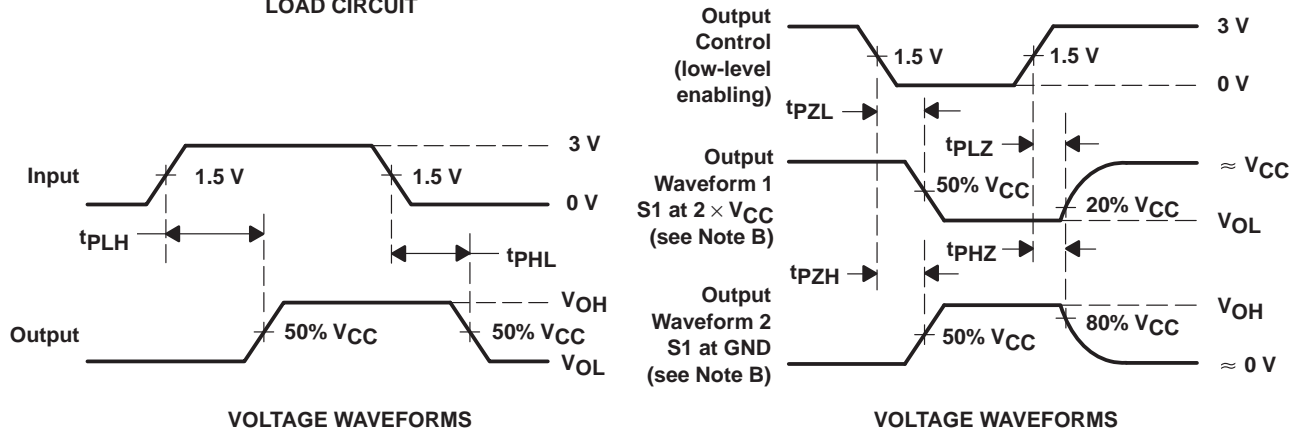 LOAD CIRCUIT
Input
1.5 V
1.5 V
3 V
0 V
tPLH
tPHL
Output
50% VCC
50% VCC
VOH
VOL
VOLTAGE WAVEFORMS
Output
Control
(low-level
enabling)
1.5 V
1.5 V
3 V
0 V
tPZL
tPLZ
Output
Waveform 1
S1 at 2 × VCC
(see Note B)
50% VCC
20% VCC
≈ VCC
VOL
tPZH
tPHZ
Output
Waveform 2
S1 at GND
(see Note B)
50% VCC
80% VCC
VOH
≈ 0 V
VOLTAGE WAVEFORMS